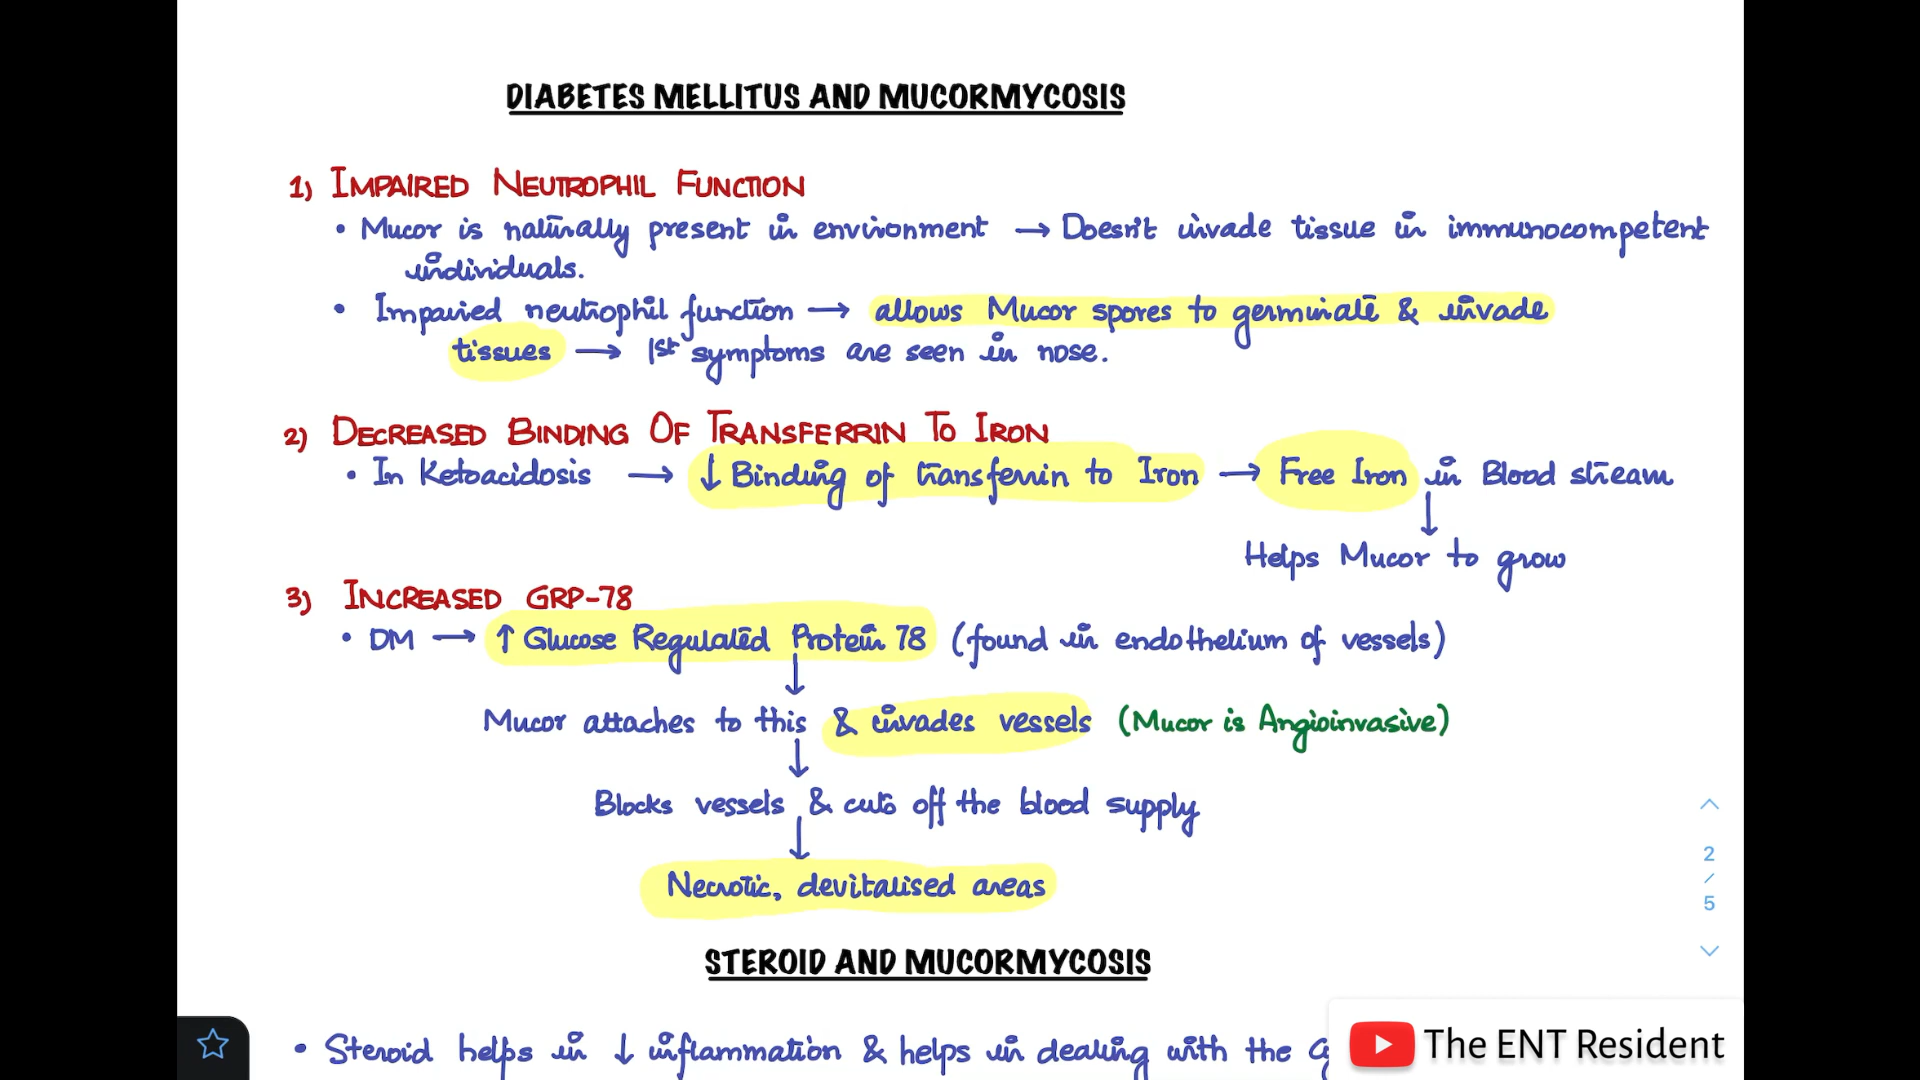 DIABETES MELLITUS AND MUCORMYCOSIS
1) IMPAIRED NEUTROPHIL FUNCTION
• Mucor is naturally present in environment → Doesn't invade tissue in immunocompetent
individuals.
• Impaired neutrophil function → allows Mucor spores to germinate & invade
tissues → 1st symptoms are seen in nose.
2) DECREASED BINDING OF TRANSFERRIN TO IRON
• In Ketoacidosis → ↓ Binding of transferrin to Iron → Free Iron in Blood stream
↓
Helps Mucor to grow
3) INCREASED GRP-78
• DM → ↑ Glucose Regulated Protein 78 (found in endothelium of vessels)
↓
Mucor attaches to this & invades vessels (Mucor is Angioinvasive)
↓
Blocks vessels & cuts off the blood supply
↓
Necrotic, devitalised areas
2
/
5
STEROID AND MUCORMYCOSIS
• Steroid helps in ↓ inflammation & helps in dealing with the
The ENT Resident